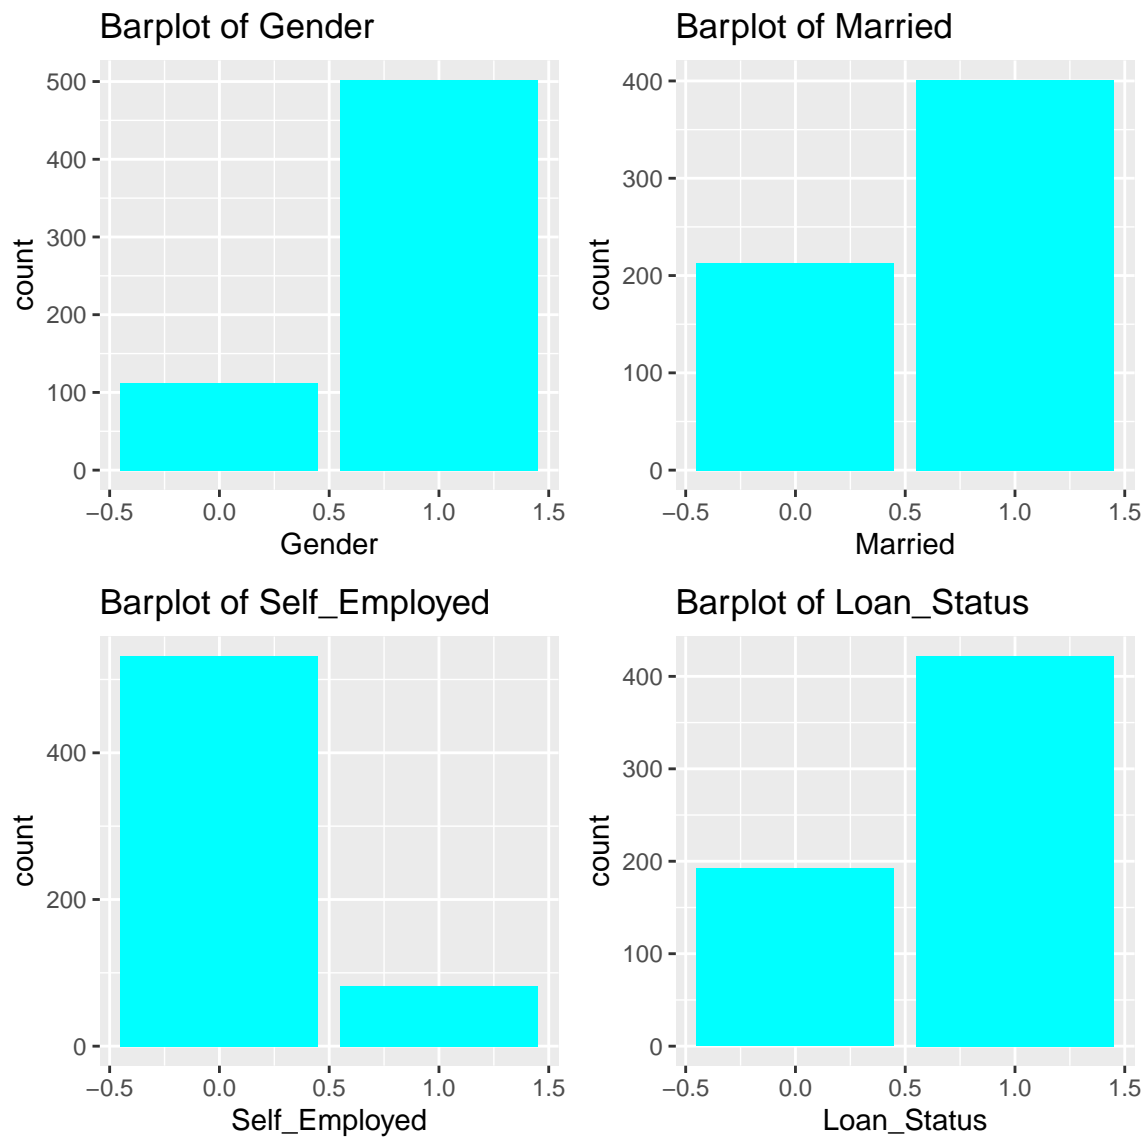 Barplot of Gender
500
400
300
200
100
0
count
−0.5 0.0 0.5 1.0 1.5
Gender
Barplot of Married
400
300
200
100
0
count
−0.5 0.0 0.5 1.0 1.5
Married
Barplot of Self_Employed
400
200
0
count
−0.5 0.0 0.5 1.0 1.5
Self_Employed
Barplot of Loan_Status
400
300
200
100
0
count
−0.5 0.0 0.5 1.0 1.5
Loan_Status